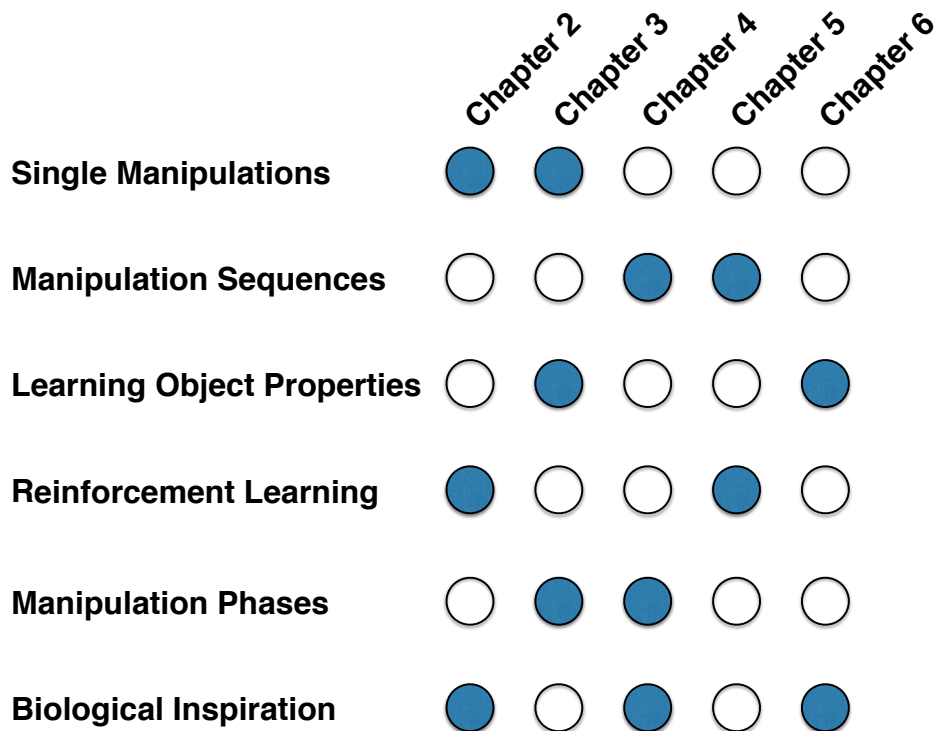 Chapter 2
Chapter 3
Chapter 4
Chapter 5
Chapter 6
Single Manipulations
Manipulation Sequences
Learning Object Properties
Reinforcement Learning
Manipulation Phases
Biological Inspiration